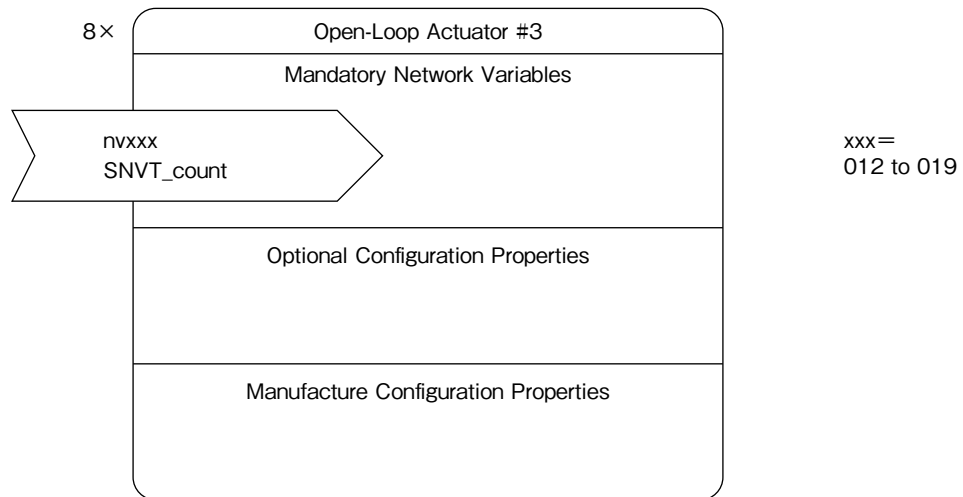 8×
Open-Loop Actuator #3
Mandatory Network Variables
nvxxx
SNVT_count
xxx=
012 to 019
Optional Configuration Properties
Manufacture Configuration Properties